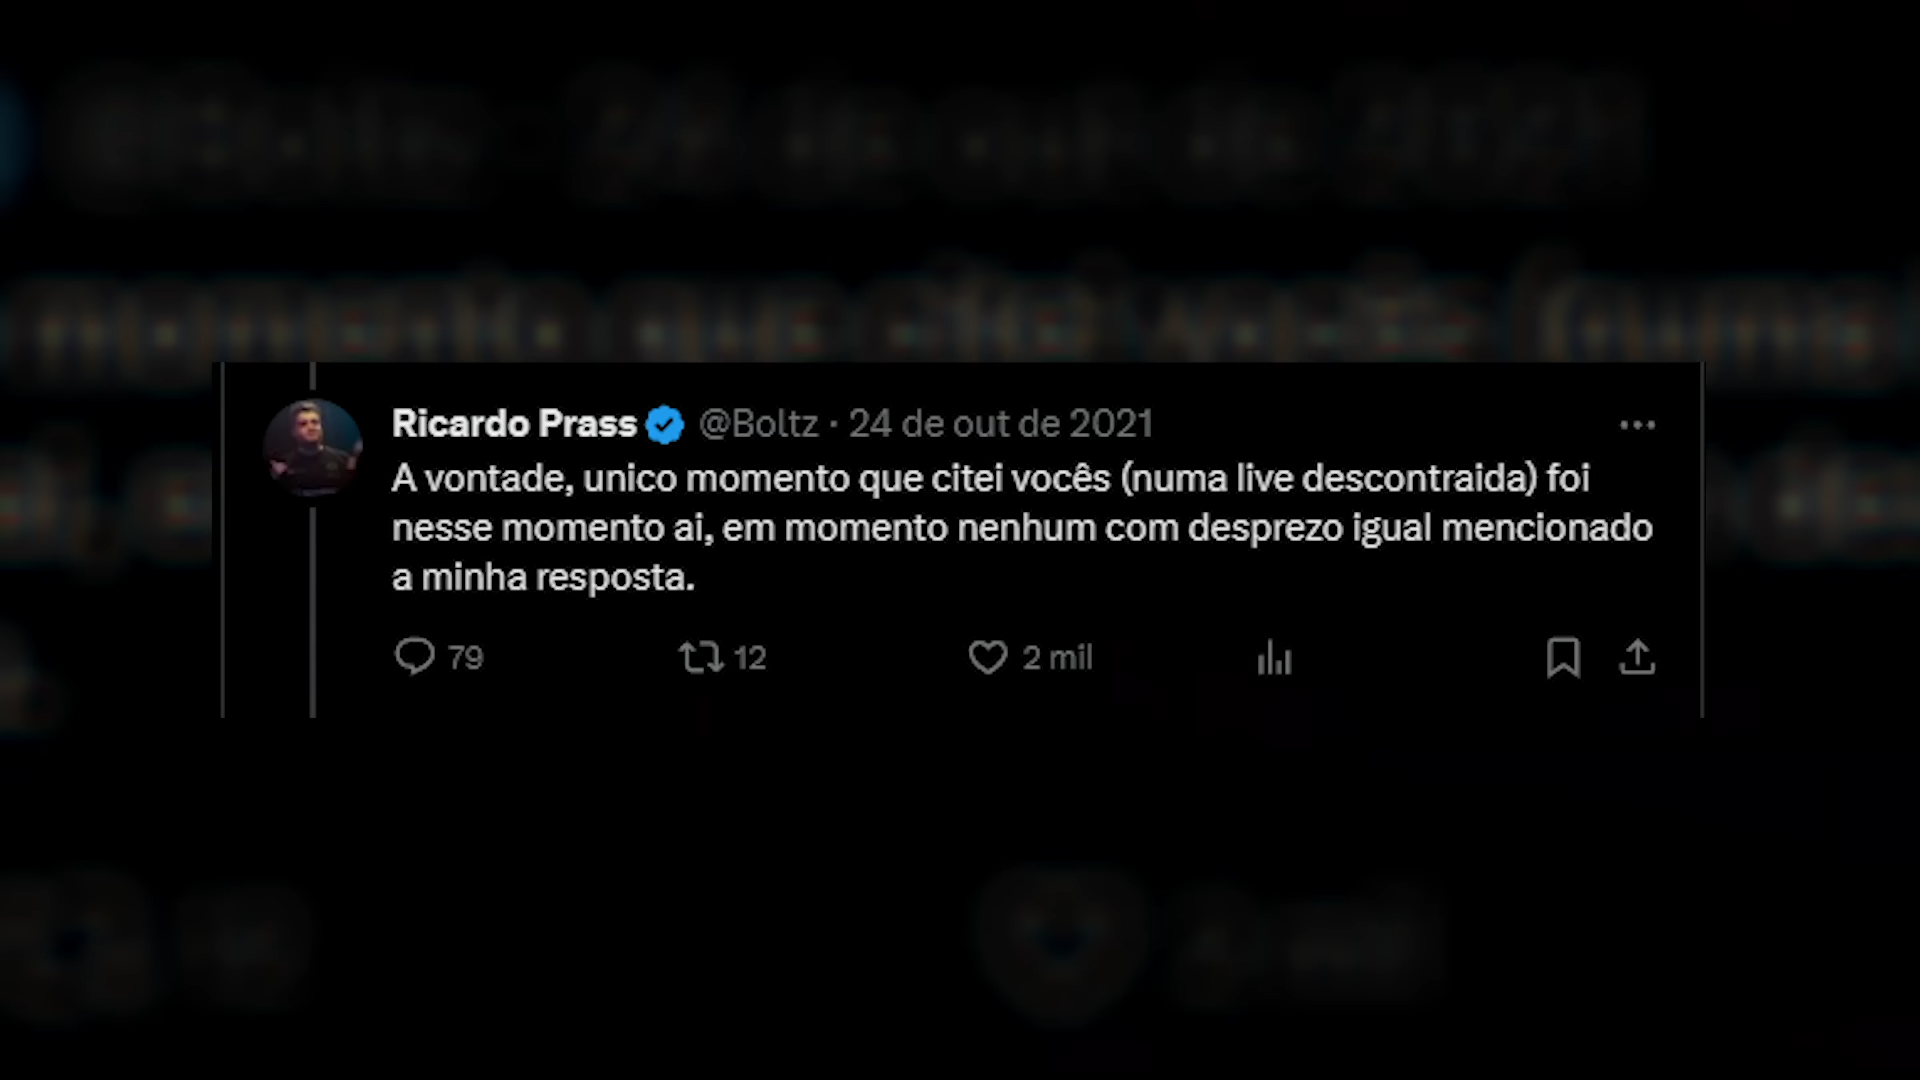 Ricardo Prass @Boltz · 24 de out de 2021
A vontade, unico momento que citei vocês (numa live descontraida) foi
nesse momento ai, em momento nenhum com desprezo igual mencionado
a minha resposta.
79 12 2 mil